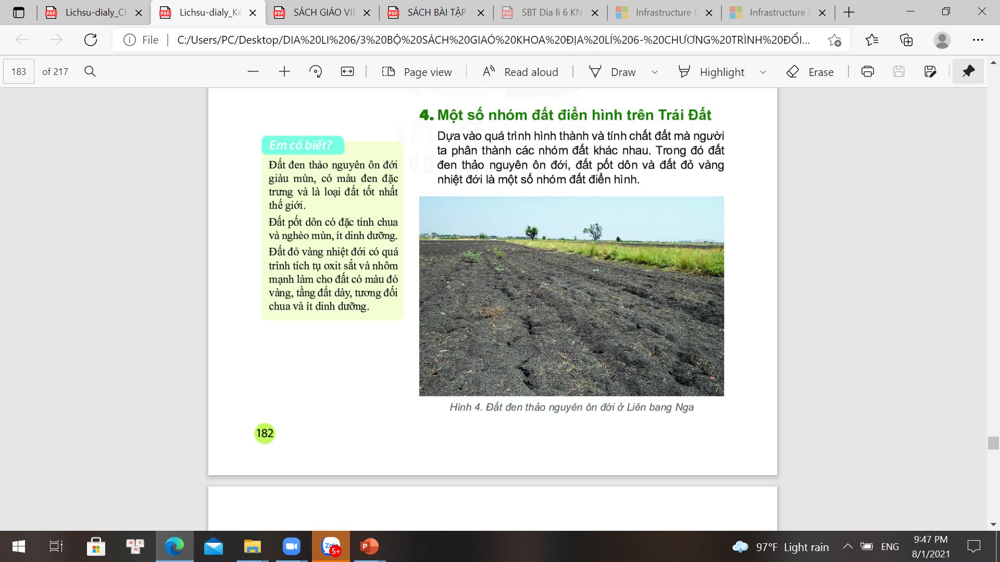 Lichsu-dialy_CH
Lichsu-dialy_Kế
SÁCH GIÁO VIÊ
SÁCH BÀI TẬP
SBT Dia li 6 KN
Infrastructure D
Infrastructure D
File
C:/Users/PC/Desktop/DIA%20LI%206/3%20BỘ%20SÁCH%20GIAÓ%20KHOA%20ĐỊA%20LÍ%206-%20CHƯƠNG%20TRÌNH%20ĐỔI...
183 of 217
Page view
Read aloud
Draw
Highlight
Erase
4. Một số nhóm đất điển hình trên Trái Đất
Dựa vào quá trình hình thành và tính chất đất mà người
ta phân thành các nhóm đất khác nhau. Trong đó đất
đen thảo nguyên ôn đới, đất pốt dôn và đất đỏ vàng
nhiệt đới là một số nhóm đất điển hình.
Em có biết?
Đất đen thảo nguyên ôn đới
giàu mùn, có màu đen đặc
trưng và là loại đất tốt nhất
thế giới.
Đất pốt dôn có đặc tính chua
và nghèo mùn, ít dinh dưỡng.
Đất đỏ vàng nhiệt đới có quá
trình tích tụ oxit sắt và nhôm
mạnh làm cho đất có màu đỏ
vàng, tầng đất dày, tương đối
chua và ít dinh dưỡng.
Hình 4. Đất đen thảo nguyên ôn đới ở Liên bang Nga
182
97°F Light rain
ENG
9:47 PM
8/1/2021